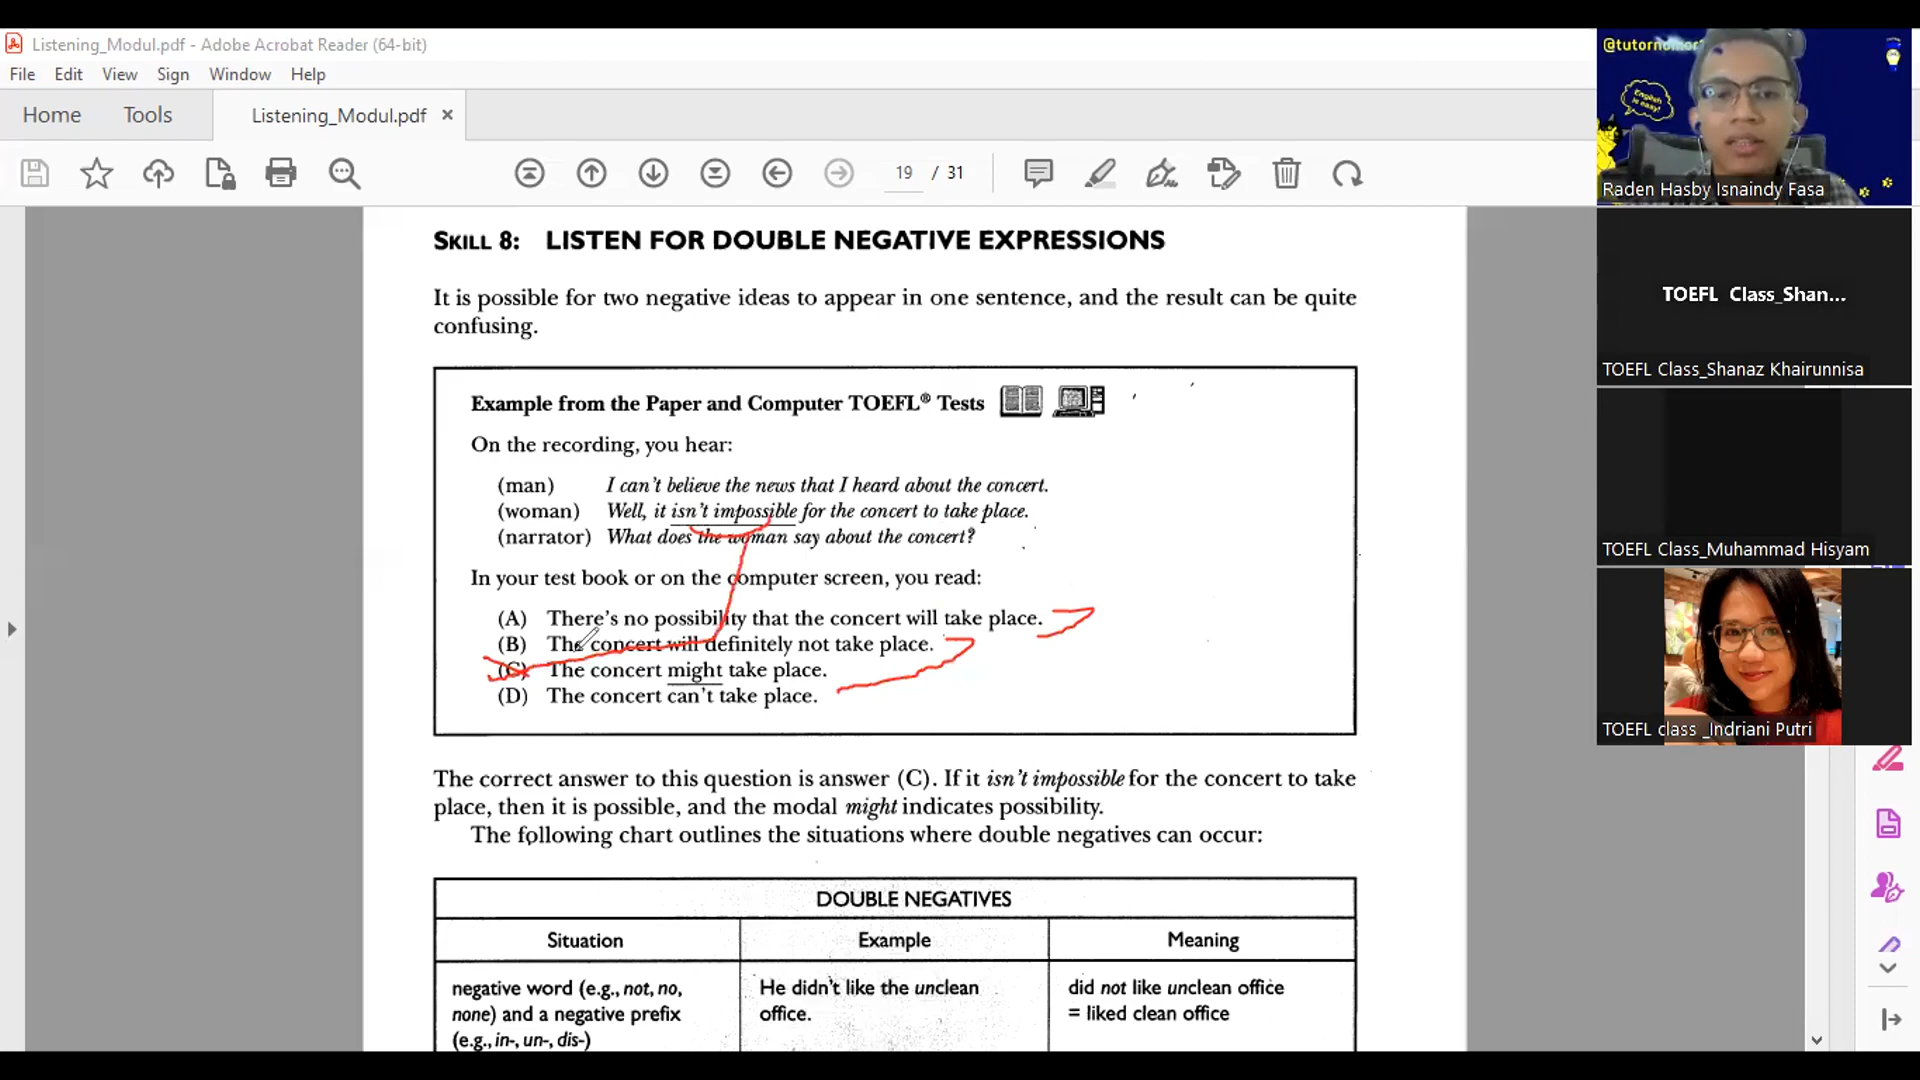 Listening_Modul.pdf - Adobe Acrobat Reader (64-bit)
File Edit View Sign Window Help
Home Tools Listening_Modul.pdf ×
19 / 31
SKILL 8: LISTEN FOR DOUBLE NEGATIVE EXPRESSIONS
It is possible for two negative ideas to appear in one sentence, and the result can be quite
confusing.
Example from the Paper and Computer TOEFL® Tests
On the recording, you hear:
(man) I can't believe the news that I heard about the concert.
(woman) Well, it isn't impossible for the concert to take place.
(narrator) What does the woman say about the concert?
In your test book or on the computer screen, you read:
(A) There's no possibility that the concert will take place.
(B) The concert will definitely not take place.
(C) The concert might take place.
(D) The concert can't take place.
The correct answer to this question is answer (C). If it isn't impossible for the concert to take
place, then it is possible, and the modal might indicates possibility.
The following chart outlines the situations where double negatives can occur:
DOUBLE NEGATIVES
Situation Example Meaning
negative word (e.g., not, no,
none) and a negative prefix
(e.g., in-, un-, dis-)
He didn't like the unclean
office.
did not like unclean office
= liked clean office
English
is easy!
Raden Hasby Isnaindy Fasa
TOEFL Class_Shan...
TOEFL Class_Shanaz Khairunnisa
TOEFL Class_Muhammad Hisyam
TOEFL class _Indriani Putri